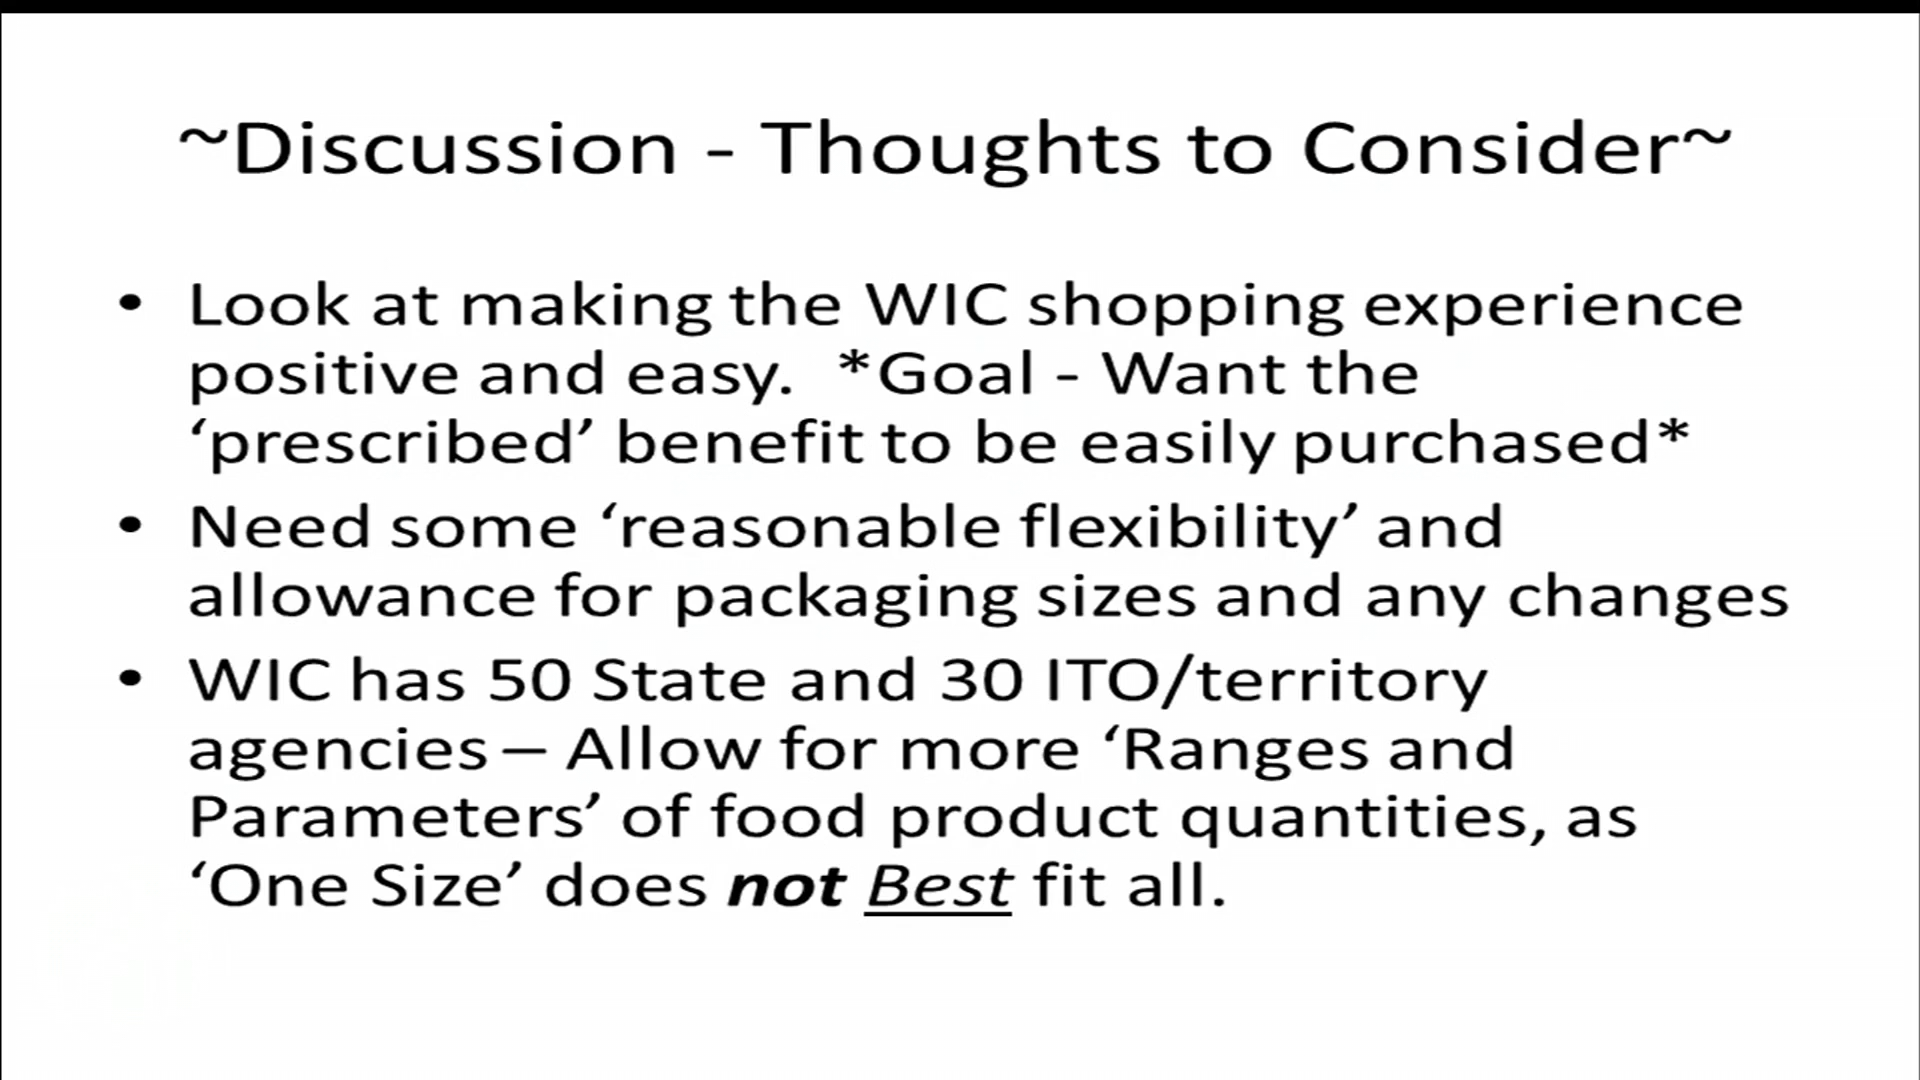 ~Discussion - Thoughts to Consider~
• Look at making the WIC shopping experience
positive and easy.  *Goal - Want the
‘prescribed’ benefit to be easily purchased*
• Need some ‘reasonable flexibility’ and
allowance for packaging sizes and any changes
• WIC has 50 State and 30 ITO/territory
agencies – Allow for more ‘Ranges and
Parameters’ of food product quantities, as
‘One Size’ does not Best fit all.